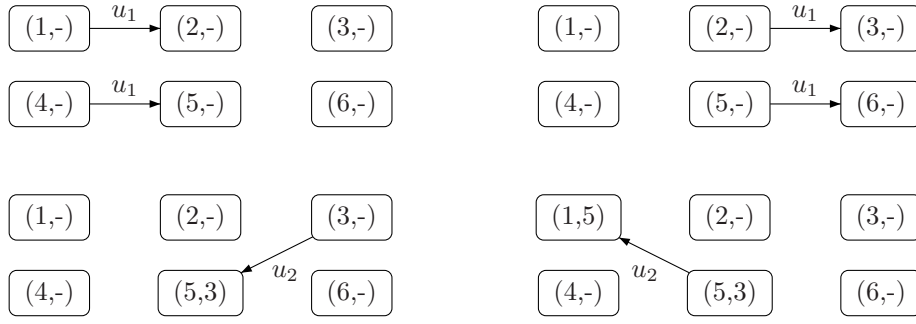 u₁ u₁
(1,-) (2,-) (3,-) (1,-) (2,-) (3,-)
u₁ u₁
(4,-) (5,-) (6,-) (4,-) (5,-) (6,-)
(1,-) (2,-) (3,-) (1,5) (2,-) (3,-)
u₂ u₂
(4,-) (5,3) (6,-) (4,-) (5,3) (6,-)